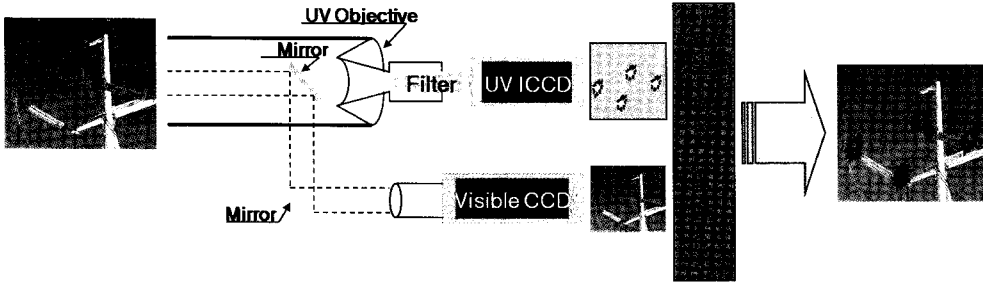 UV Objective
Mirror
Filter
UV ICCD
Visible CCD
Mirror